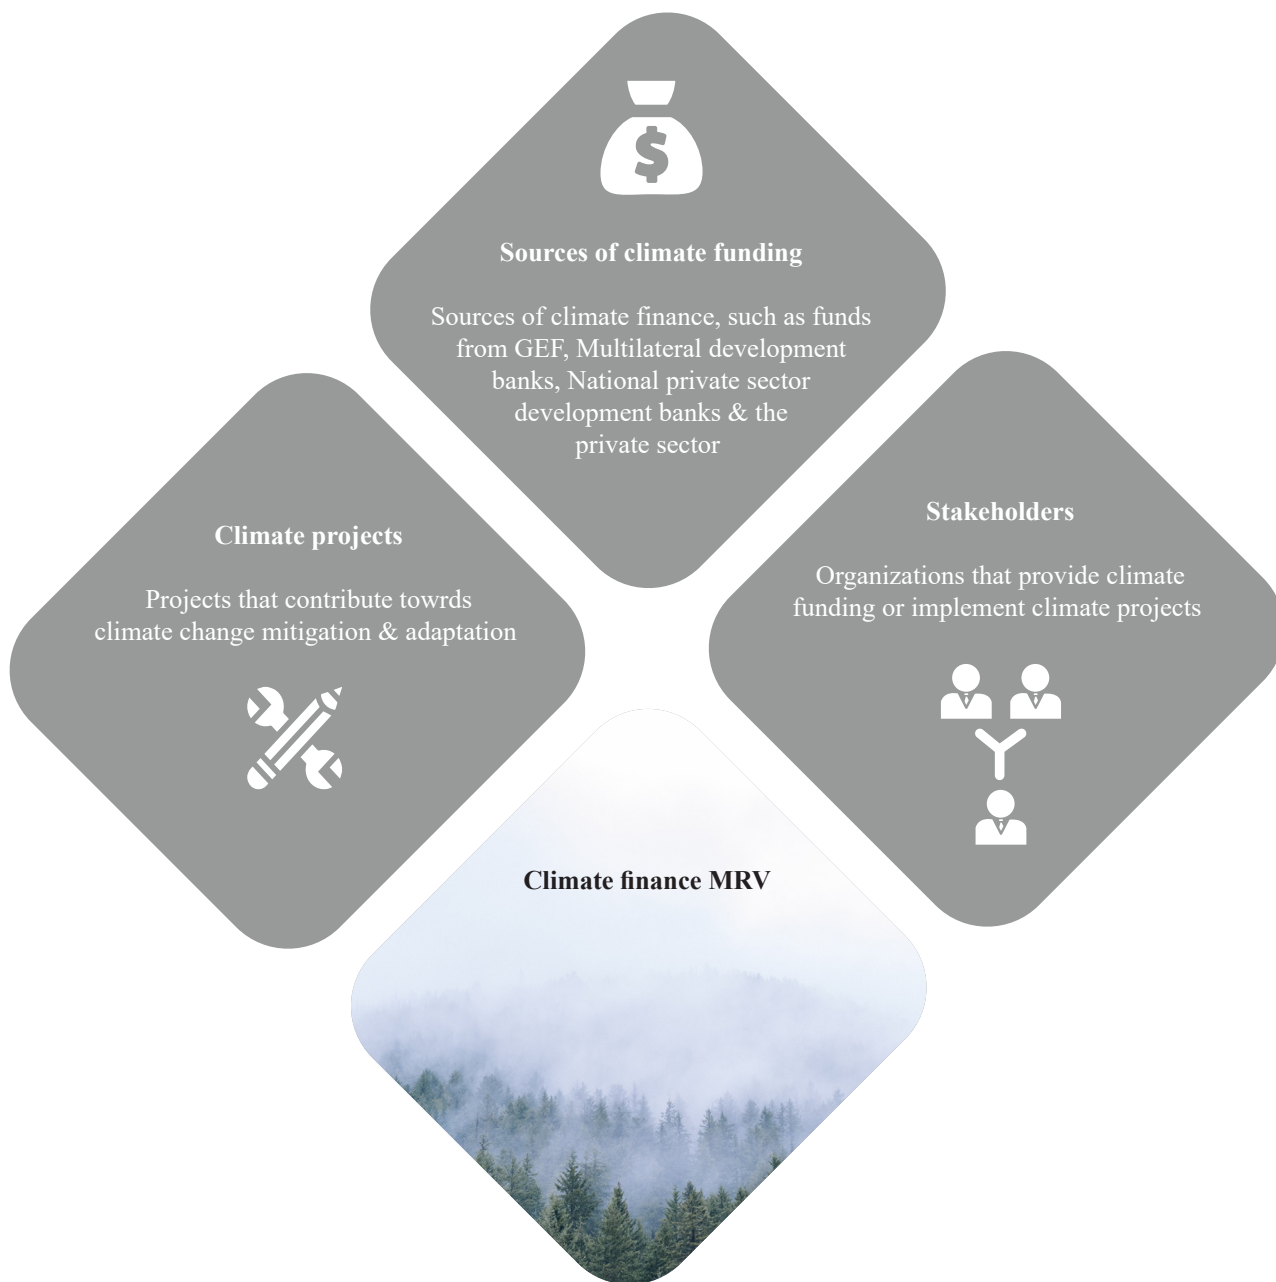 $
Sources of climate funding
Sources of climate finance, such as funds
from GEF, Multilateral development
banks, National private sector
development banks & the
private sector
Climate projects
Projects that contribute towrds
climate change mitigation & adaptation
Stakeholders
Organizations that provide climate
funding or implement climate projects
Climate finance MRV